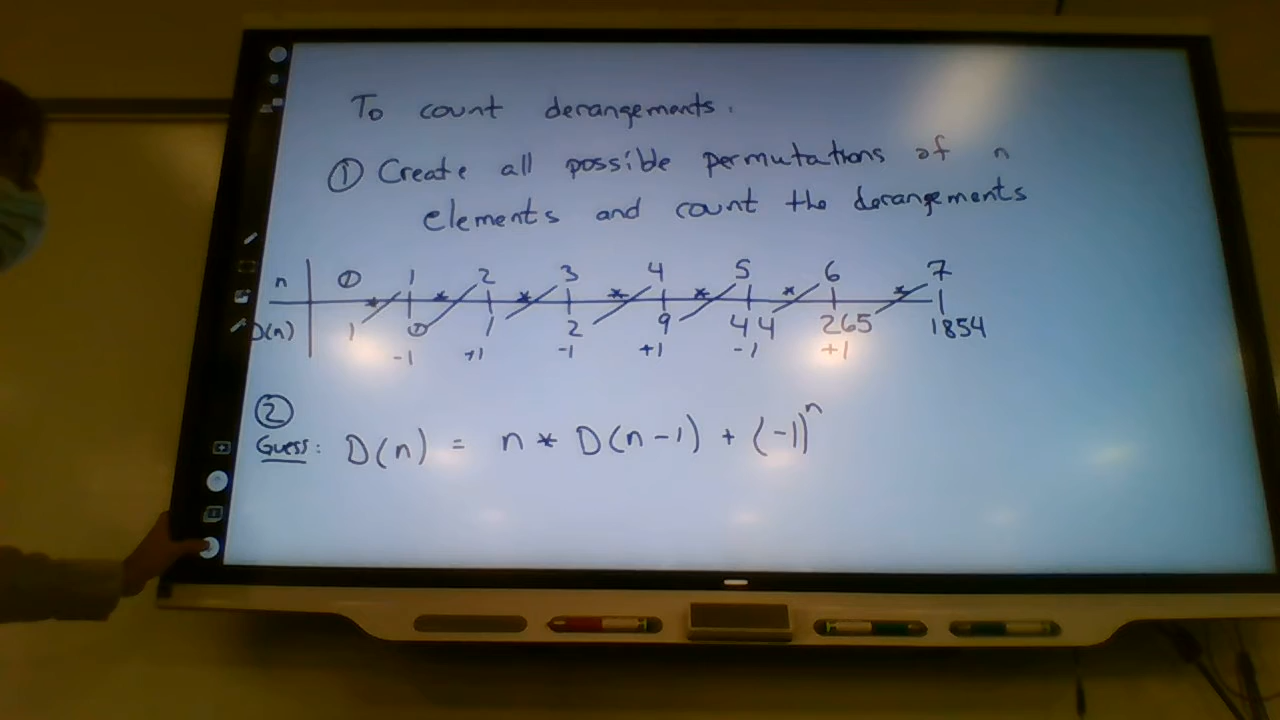 To count derangements.
① Create all possible permutations of n
elements and count the derangements
n | 0 1 2 3 4 5 6 7
D(n) | 1 0 1 2 9 44 265 1854
-1 +1 -1 +1 -1 +1
* * * * * * *
②
Guess: D(n) = n * D(n-1) + (-1)^n